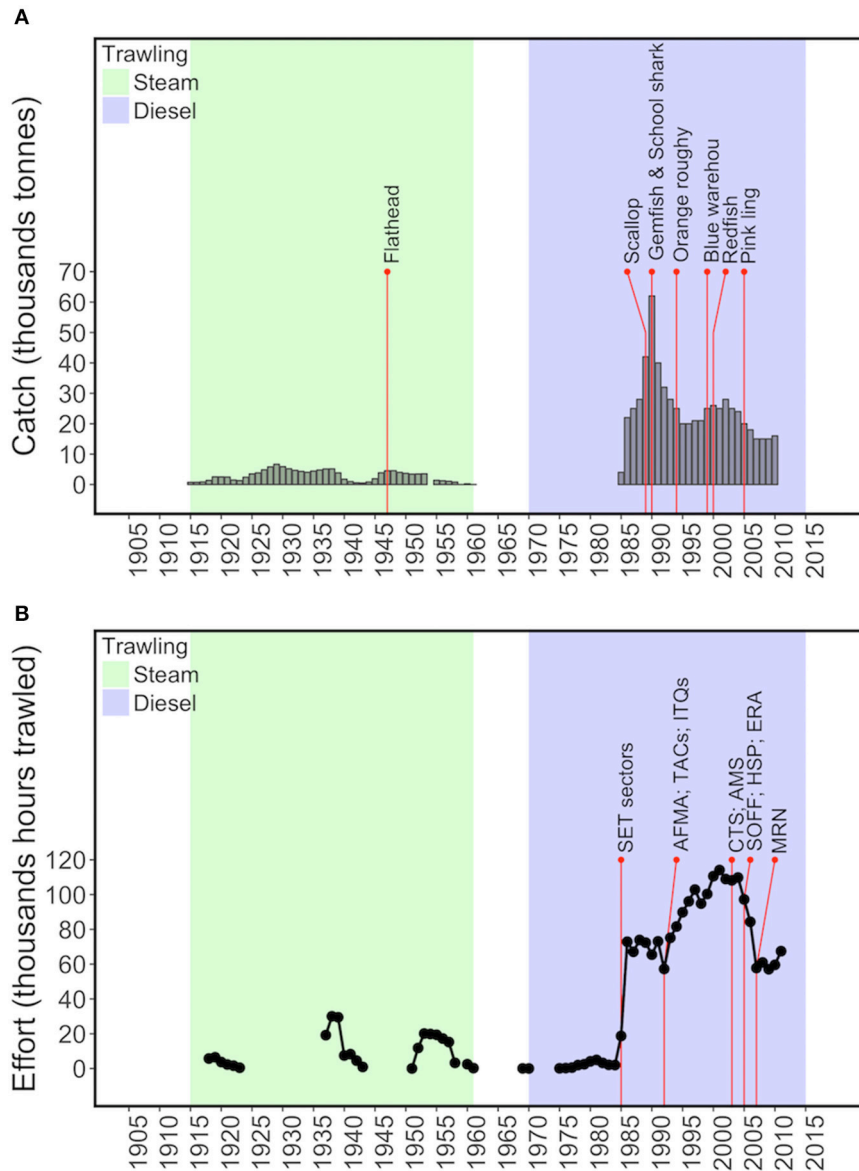 A
Trawling
Steam
Diesel
Catch (thousands tonnes)
70
60
50
40
30
20
10
0
Flathead
Scallop
Gemfish & School shark
Orange roughy
Blue warehou
Redfish
Pink ling
1905
1910
1915
1920
1925
1930
1935
1940
1945
1950
1955
1960
1965
1970
1975
1980
1985
1990
1995
2000
2005
2010
2015
B
Trawling
Steam
Diesel
Effort (thousands hours trawled)
120
100
80
60
40
20
0
SET sectors
AFMA; TACs; ITQs
CTS; AMS
SOFF; HSP; ERA
MRN
1905
1910
1915
1920
1925
1930
1935
1940
1945
1950
1955
1960
1965
1970
1975
1980
1985
1990
1995
2000
2005
2010
2015